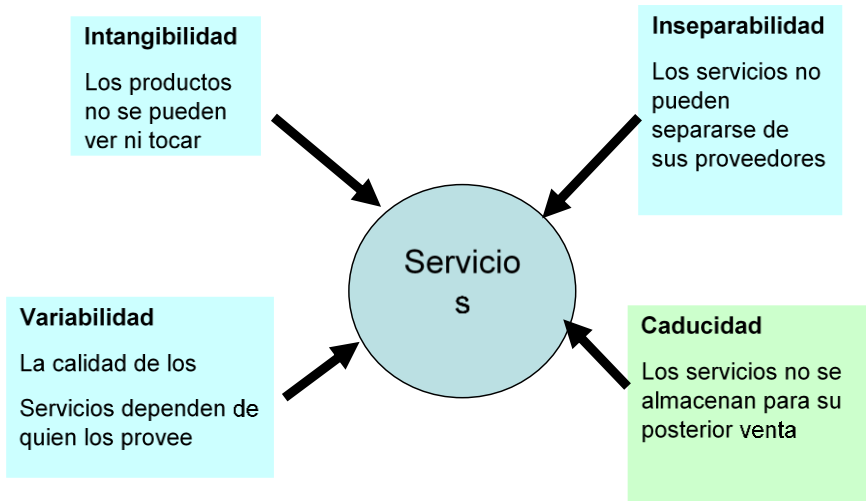 Intangibilidad
Los productos
no se pueden
ver ni tocar
Inseparabilidad
Los servicios no
pueden
separarse de
sus proveedores
Servicio
s
Variabilidad
La calidad de los
Servicios dependen de
quien los provee
Caducidad
Los servicios no se
almacenan para su
posterior venta